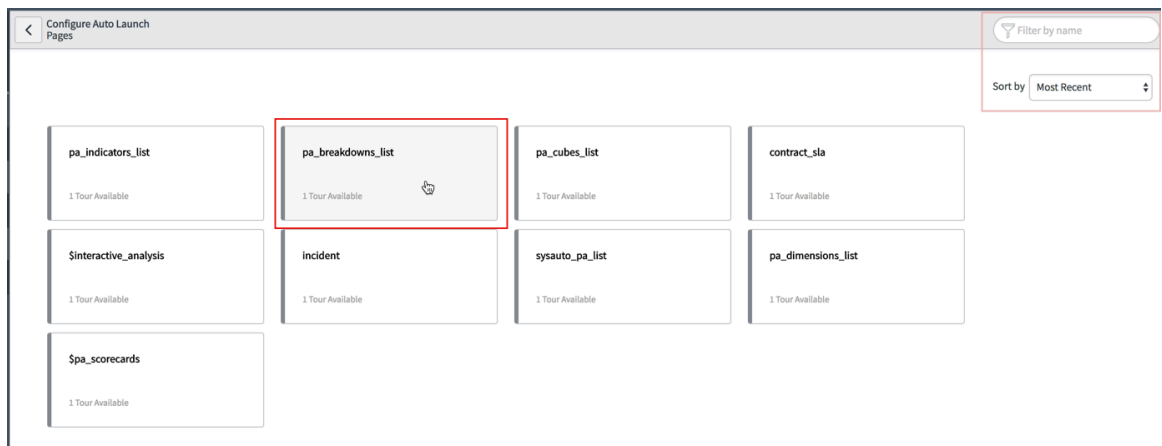 Configure Auto Launch
Pages
Filter by name
Sort by Most Recent
pa_indicators_list
1 Tour Available
pa_breakdowns_list
1 Tour Available
pa_cubes_list
1 Tour Available
contract_sla
1 Tour Available
$interactive_analysis
1 Tour Available
incident
1 Tour Available
sysauto_pa_list
1 Tour Available
pa_dimensions_list
1 Tour Available
$pa_scorecards
1 Tour Available